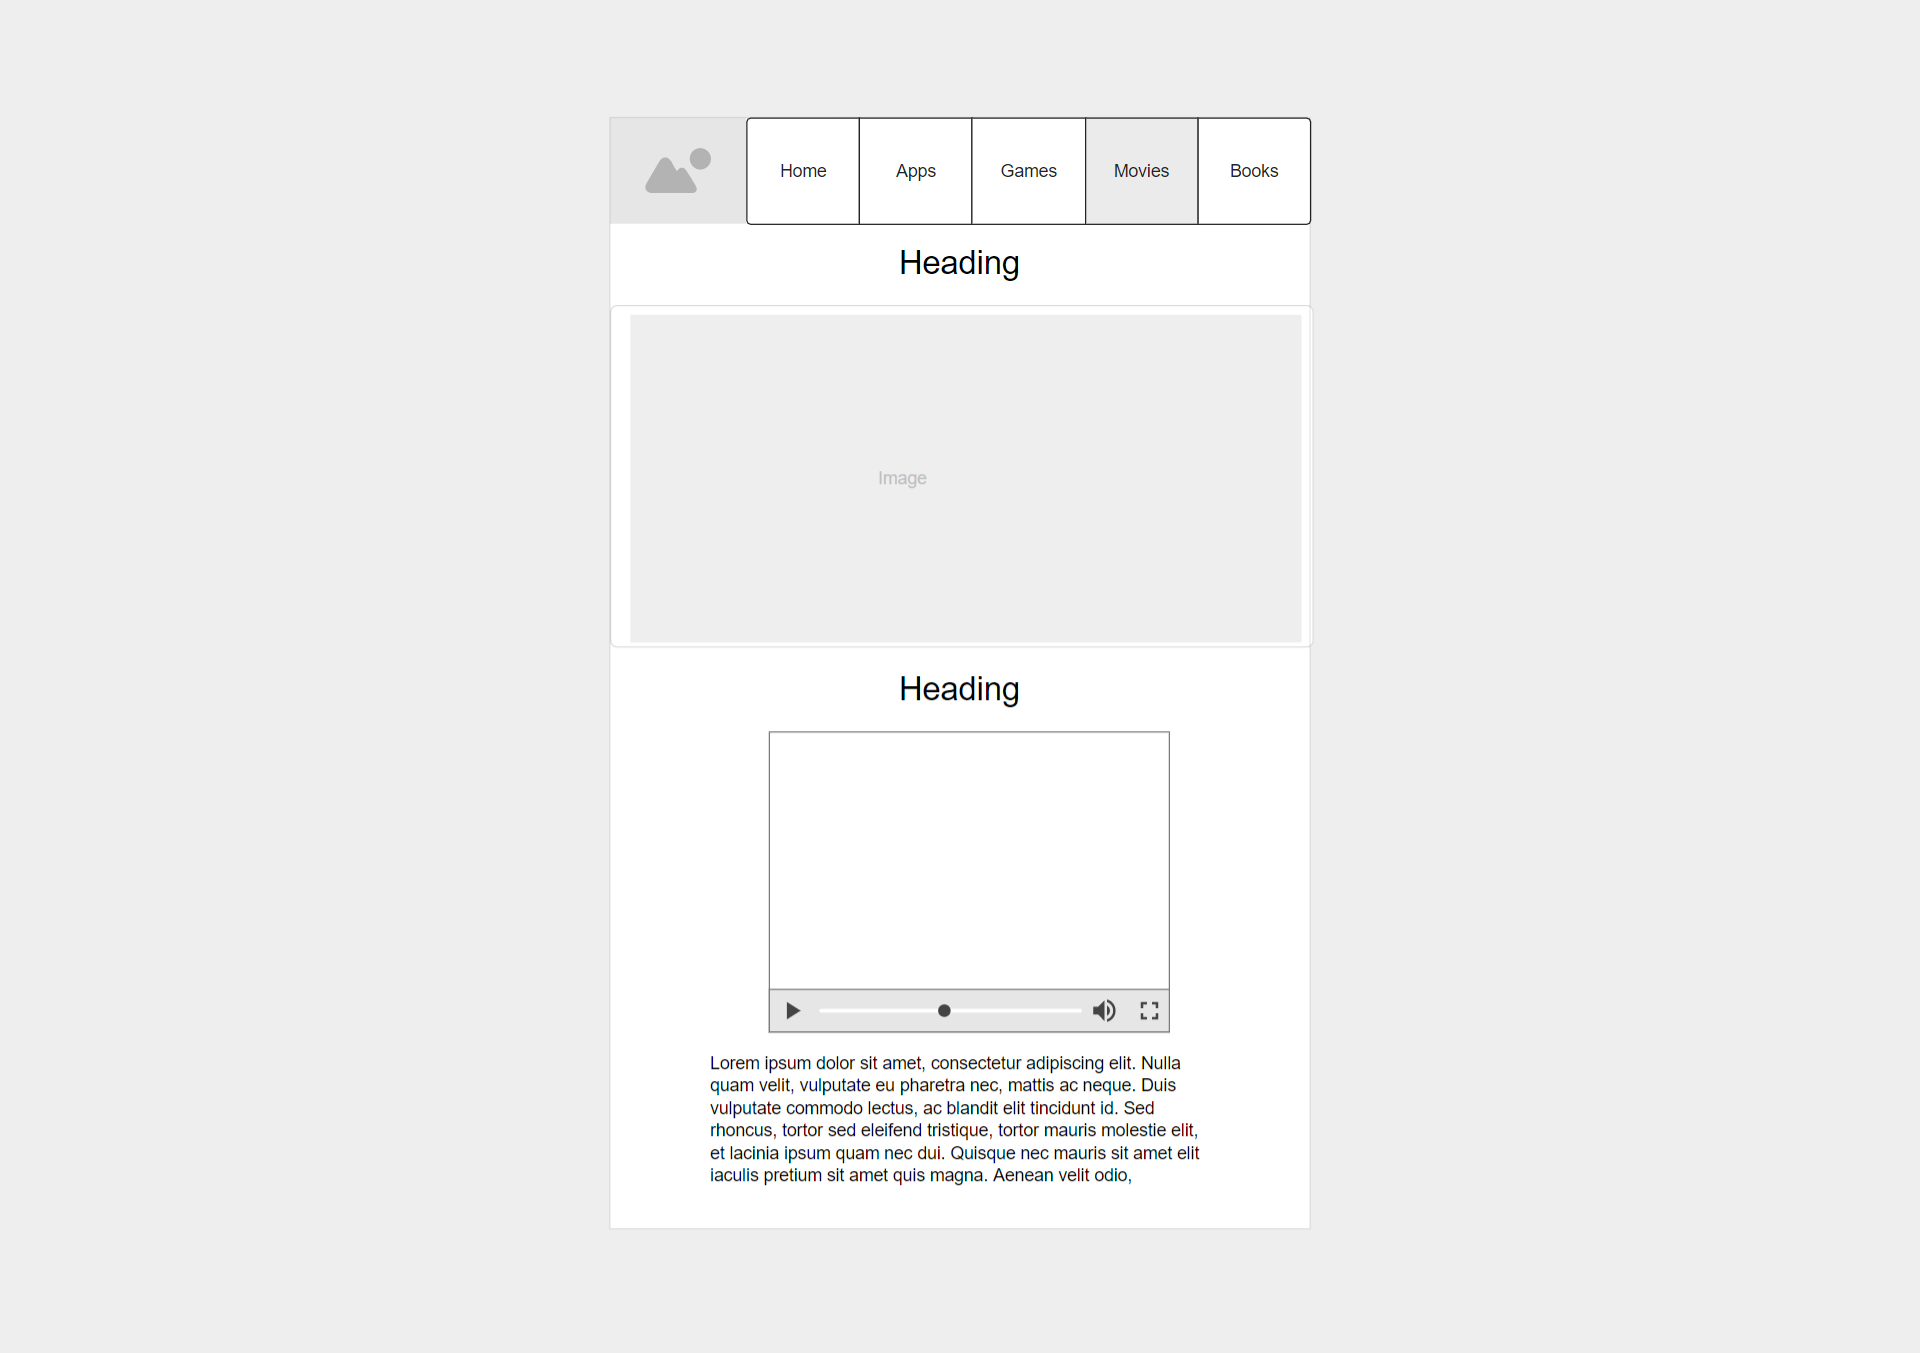 Home Apps Games Movies Books
Heading
Image
Heading
Lorem ipsum dolor sit amet, consectetur adipiscing elit. Nulla
quam velit, vulputate eu pharetra nec, mattis ac neque. Duis
vulputate commodo lectus, ac blandit elit tincidunt id. Sed
rhoncus, tortor sed eleifend tristique, tortor mauris molestie elit,
et lacinia ipsum quam nec dui. Quisque nec mauris sit amet elit
iaculis pretium sit amet quis magna. Aenean velit odio,